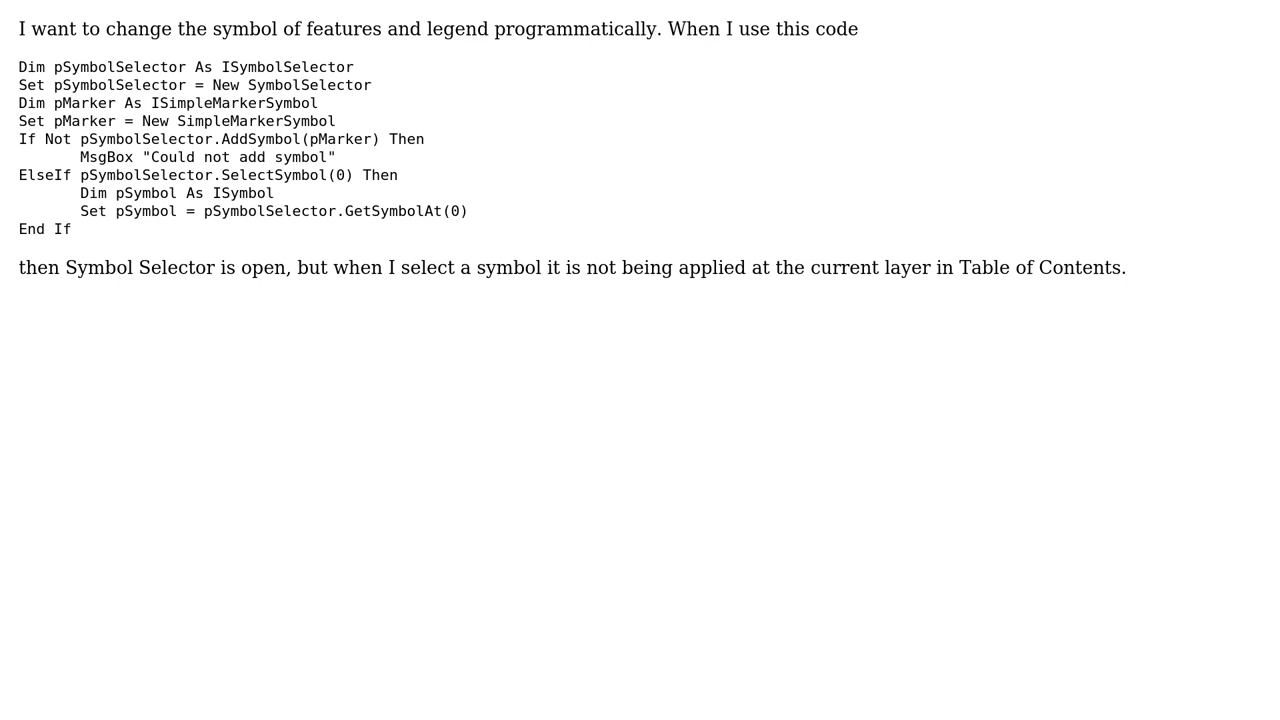 I want to change the symbol of features and legend programmatically. When I use this code
Dim pSymbolSelector As ISymbolSelector
Set pSymbolSelector = New SymbolSelector
Dim pMarker As ISimpleMarkerSymbol
Set pMarker = New SimpleMarkerSymbol
If Not pSymbolSelector.AddSymbol(pMarker) Then
       MsgBox "Could not add symbol"
ElseIf pSymbolSelector.SelectSymbol(0) Then
       Dim pSymbol As ISymbol
       Set pSymbol = pSymbolSelector.GetSymbolAt(0)
End If
then Symbol Selector is open, but when I select a symbol it is not being applied at the current layer in Table of Contents.